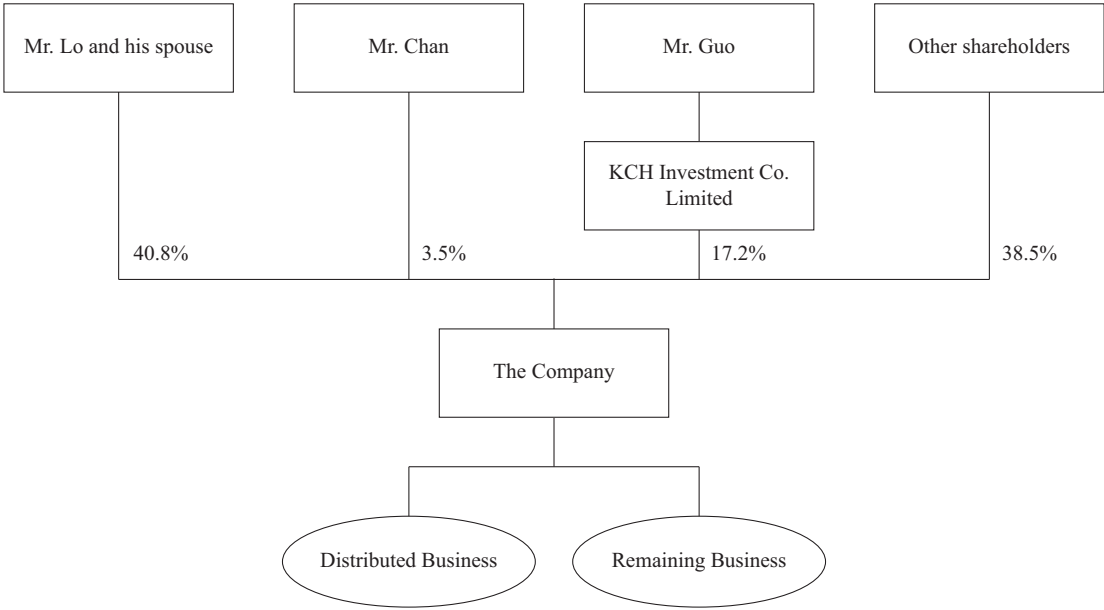 Mr. Lo and his spouse
Mr. Chan
Mr. Guo
Other shareholders
KCH Investment Co.
Limited
40.8%
3.5%
17.2%
38.5%
The Company
Distributed Business
Remaining Business